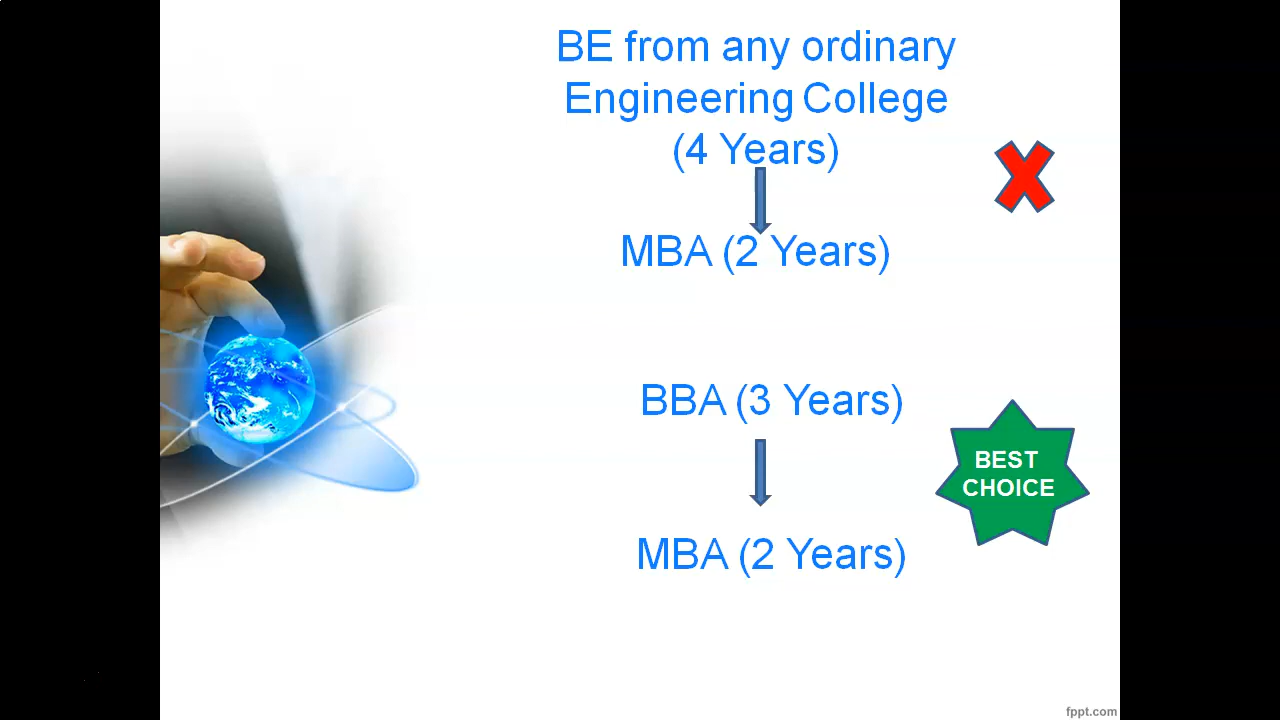 BE from any ordinary
Engineering College
(4 Years)
MBA (2 Years)
BBA (3 Years)
BEST
CHOICE
MBA (2 Years)
fppt.com